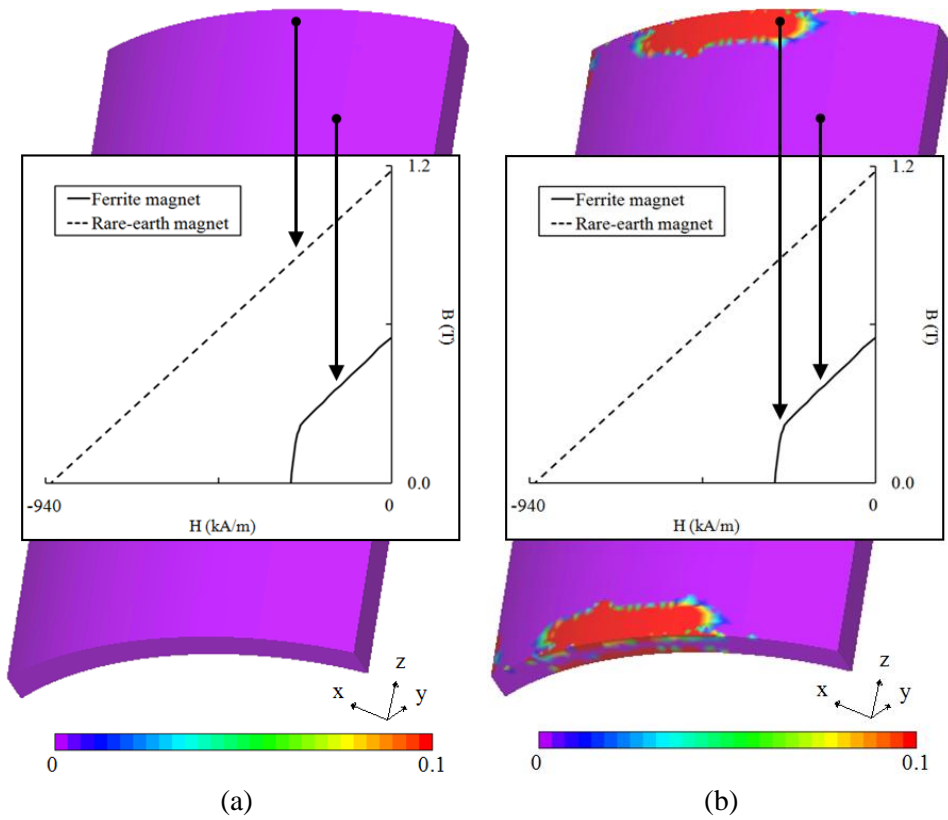 1.2
Ferrite magnet
Rare-earth magnet
B (T)
0.0
-940
0
H (kA/m)
z
x
y
0
0.1
(a)
1.2
Ferrite magnet
Rare-earth magnet
B (T)
0.0
-940
0
H (kA/m)
z
x
y
0
0.1
(b)